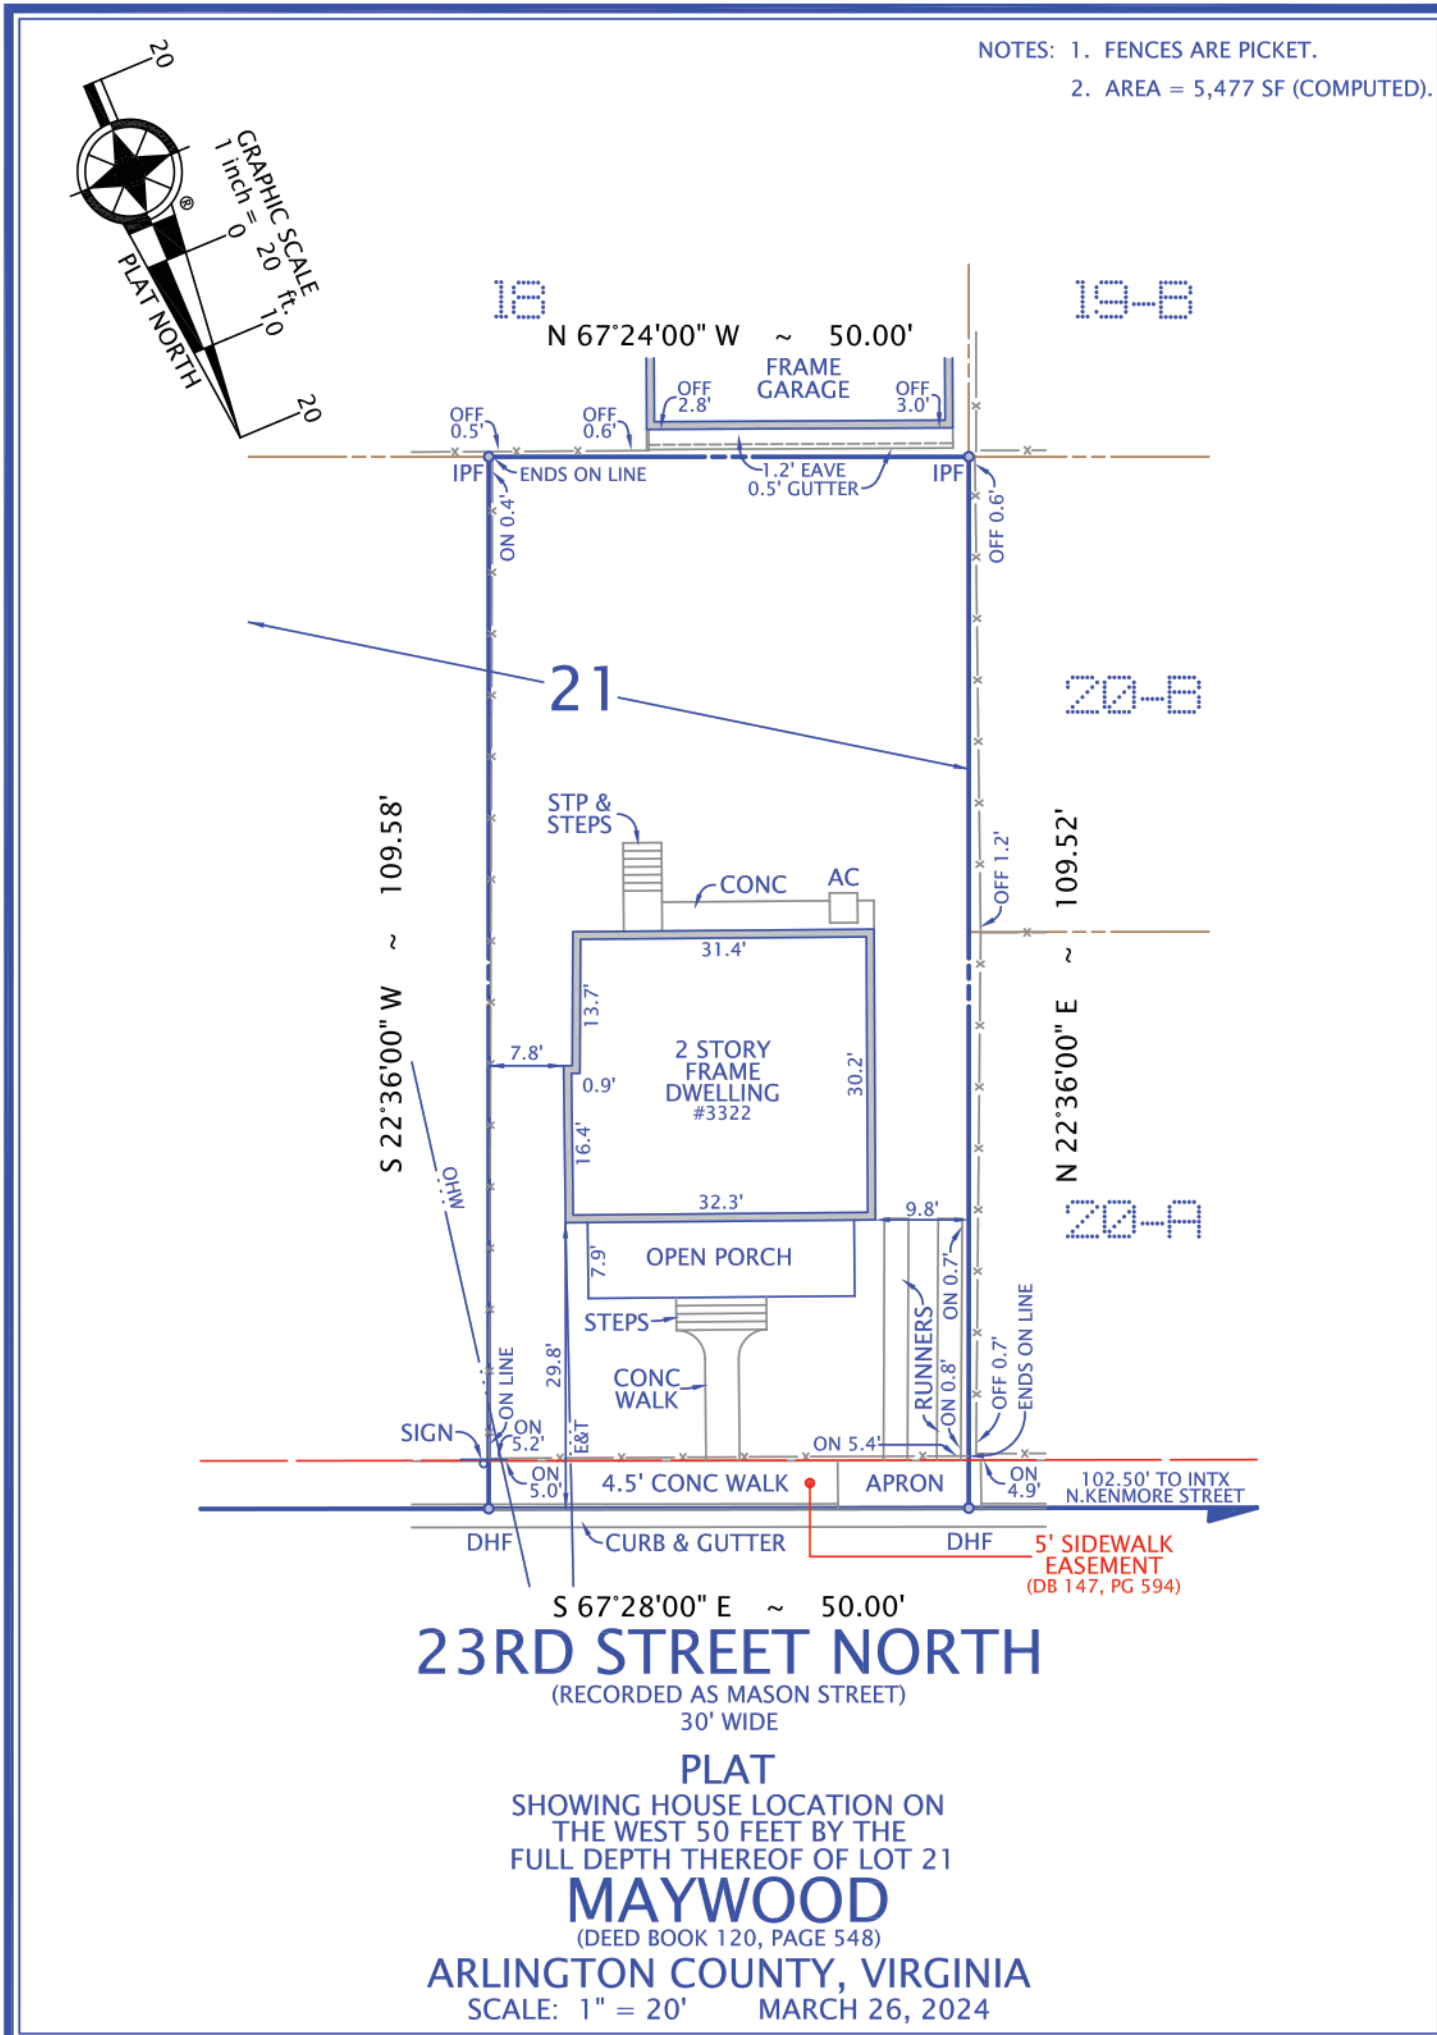 NOTES: 1. FENCES ARE PICKET.
2. AREA = 5,477 SF (COMPUTED).
20
GRAPHIC SCALE
1 inch = 20 ft.
®
0
10
20
PLAT NORTH
18
19-B
N 67°24'00" W ~ 50.00'
FRAME
GARAGE
OFF
2.8'
OFF
3.0'
OFF
0.5'
OFF
0.6'
IPF
ENDS ON LINE
1.2' EAVE
0.5' GUTTER
IPF
ON 0.4'
OFF 0.6'
21
20-B
STP &
STEPS
CONC
AC
OFF 1.2'
S 22°36'00" W ~ 109.58'
N 22°36'00" E ~ 109.52'
31.4'
13.7'
7.8'
0.9'
2 STORY
FRAME
DWELLING
#3322
30.2'
16.4'
OHW
32.3'
9.8'
20-A
7.9'
OPEN PORCH
ON 0.7'
STEPS
RUNNERS
29.8'
CONC
WALK
ON 0.8'
OFF 0.7'
ENDS ON LINE
ON LINE
SIGN
ON
5.2'
E&T
ON 5.4'
ON
5.0'
4.5' CONC WALK
APRON
ON
4.9'
102.50' TO INTX
N.KENMORE STREET
DHF
CURB & GUTTER
DHF
5' SIDEWALK
EASEMENT
(DB 147, PG 594)
S 67°28'00" E ~ 50.00'
23RD STREET NORTH
(RECORDED AS MASON STREET)
30' WIDE
PLAT
SHOWING HOUSE LOCATION ON
THE WEST 50 FEET BY THE
FULL DEPTH THEREOF OF LOT 21
MAYWOOD
(DEED BOOK 120, PAGE 548)
ARLINGTON COUNTY, VIRGINIA
SCALE: 1" = 20' MARCH 26, 2024